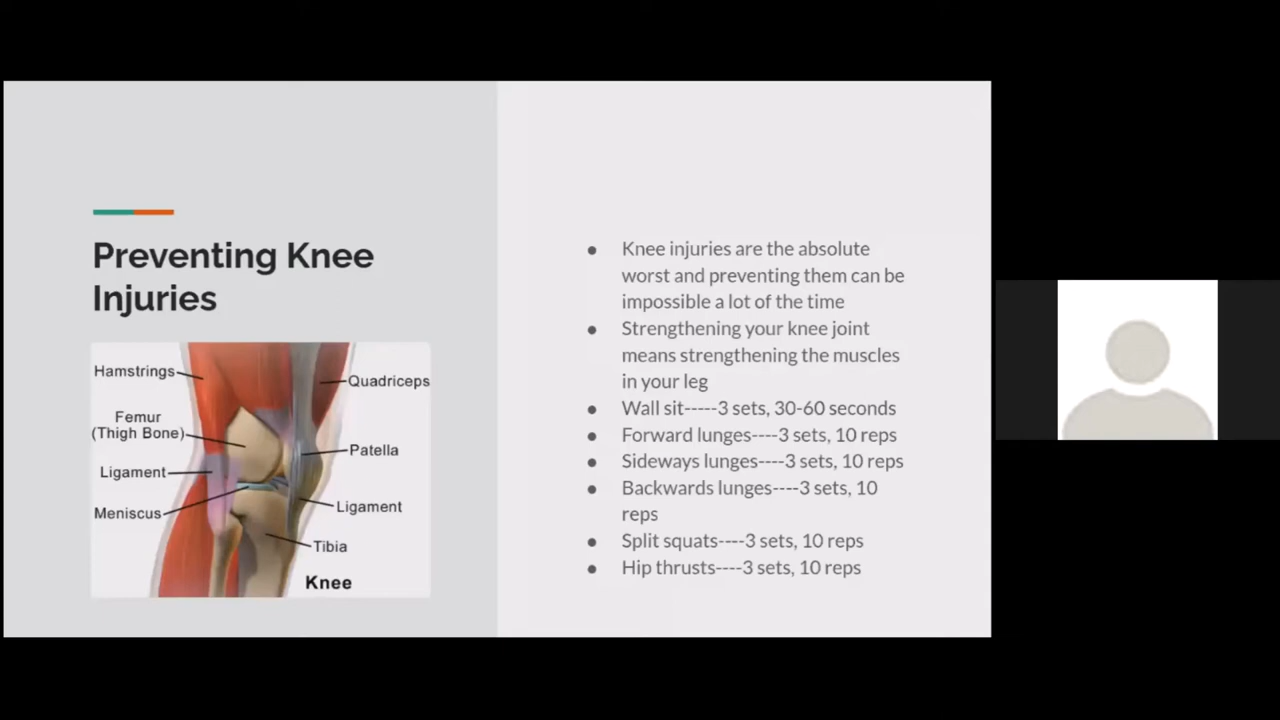 Preventing Knee
Injuries
Hamstrings
Quadriceps
Femur
(Thigh Bone)
Patella
Ligament
Meniscus
Ligament
Tibia
Knee
● Knee injuries are the absolute
worst and preventing them can be
impossible a lot of the time
● Strengthening your knee joint
means strengthening the muscles
in your leg
● Wall sit-----3 sets, 30-60 seconds
● Forward lunges----3 sets, 10 reps
● Sideways lunges----3 sets, 10 reps
● Backwards lunges----3 sets, 10
reps
● Split squats----3 sets, 10 reps
● Hip thrusts----3 sets, 10 reps